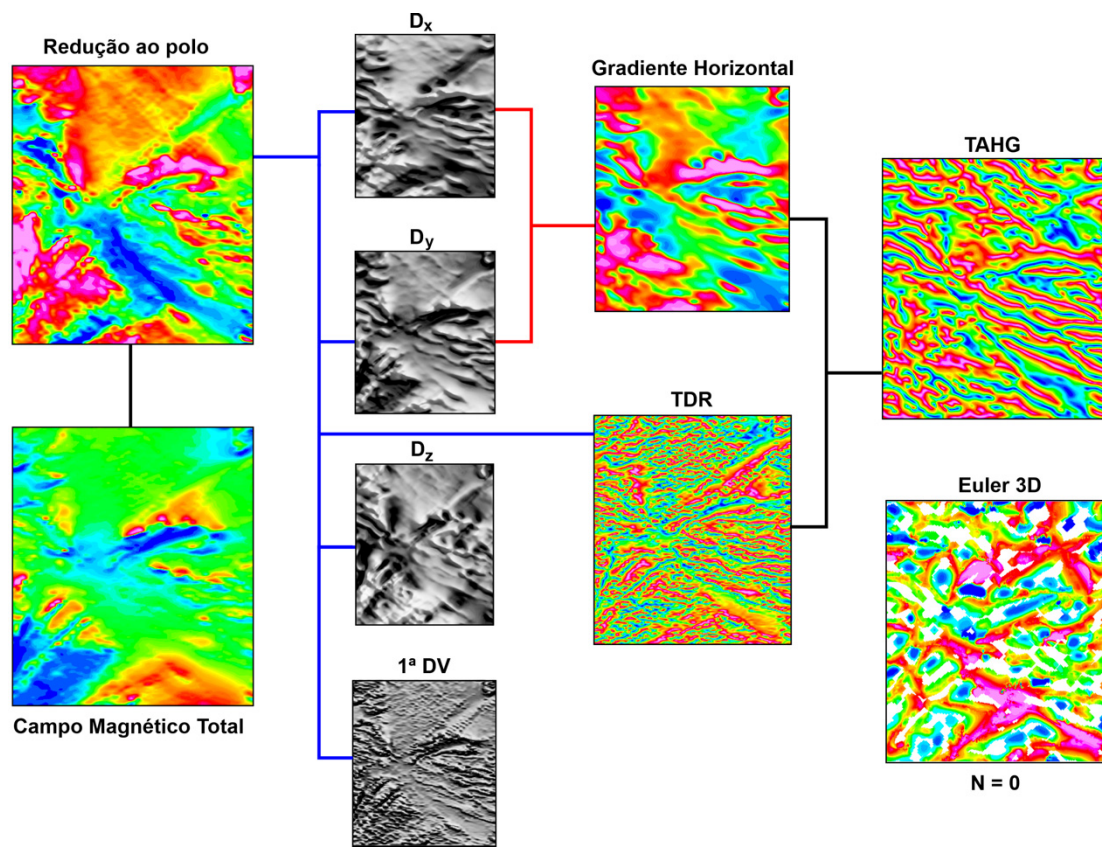 Redução ao polo
Campo Magnético Total
Dx
Dy
Dz
1ª DV
Gradiente Horizontal
TDR
TAHG
Euler 3D
N = 0